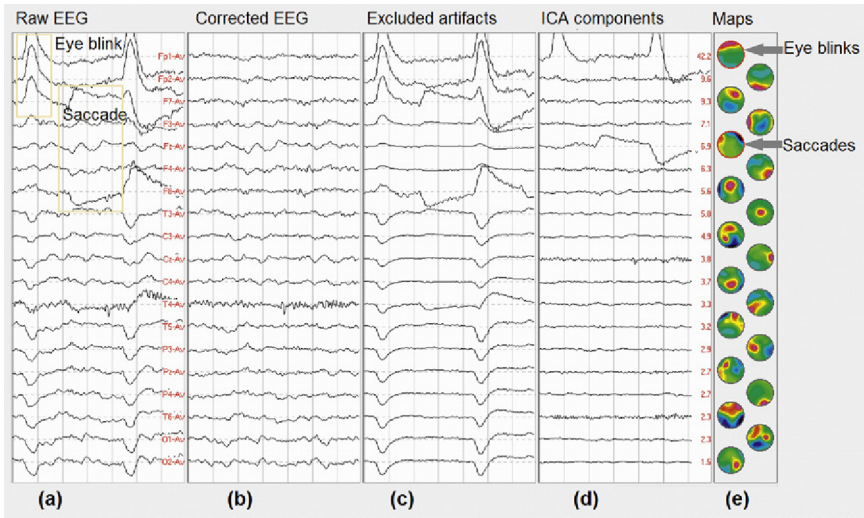 Raw EEG
Corrected EEG
Excluded artifacts
ICA components
Maps
Eye blink
Saccade
Fp1-Av
Fp2-Av
F7-Av
F3-Av
Fz-Av
F4-Av
F8-Av
T3-Av
C3-Av
Cz-Av
C4-Av
T4-Av
T5-Av
P3-Av
Pz-Av
P4-Av
T6-Av
O1-Av
O2-Av
42.2
9.6
9.3
7.1
6.9
6.3
5.6
5.0
4.9
3.8
3.7
3.3
3.2
2.9
2.7
2.7
2.3
2.3
1.5
Eye blinks
Saccades
(a)
(b)
(c)
(d)
(e)